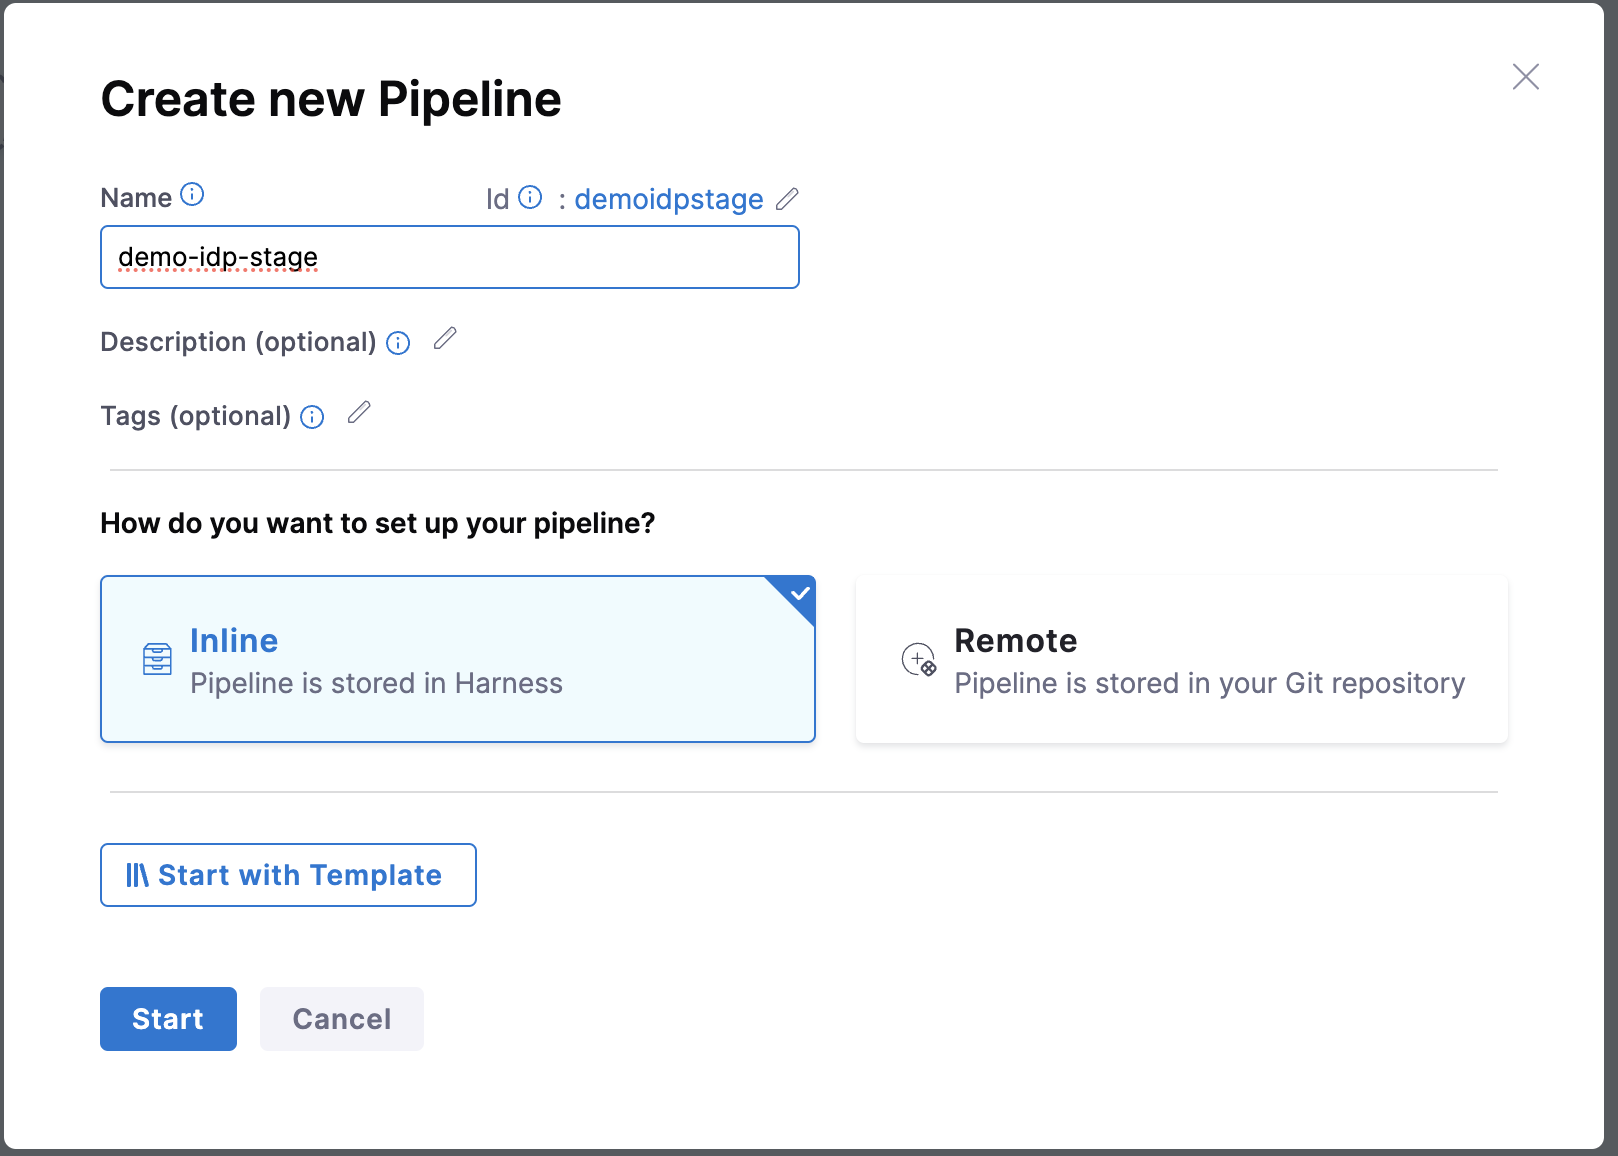 Create new Pipeline
Name Id : demoidpstage
demo-idp-stage
Description (optional)
Tags (optional)
How do you want to set up your pipeline?
Inline
Pipeline is stored in Harness
Remote
Pipeline is stored in your Git repository
Start with Template
Start Cancel